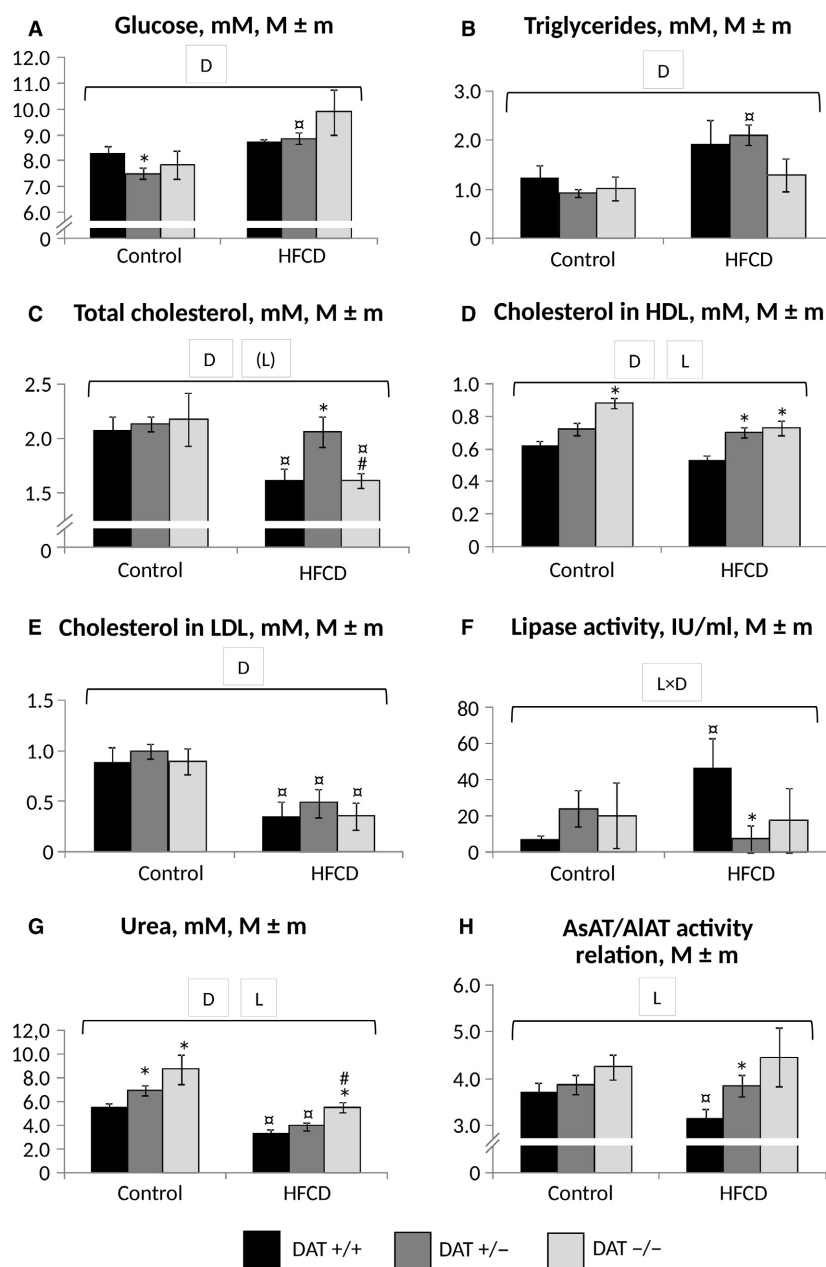 A Glucose, mM, M ± m
D
12.0
11.0
10.0
9.0
8.0
7.0
6.0
0
*
¤
Control HFCD
B Triglycerides, mM, M ± m
D
3.0
2.0
1.0
0
¤
Control HFCD
C Total cholesterol, mM, M ± m
D (L)
2.5
2.0
1.5
0
¤
*
¤
#
Control HFCD
D Cholesterol in HDL, mM, M ± m
D L
1.0
0.8
0.6
0.4
0.2
0
*
* *
Control HFCD
E Cholesterol in LDL, mM, M ± m
D
1.5
1.0
0.5
0
¤ ¤ ¤
Control HFCD
F Lipase activity, IU/ml, M ± m
L×D
80
60
40
20
0
¤
*
Control HFCD
G Urea, mM, M ± m
D L
12,0
10.0
8.0
6.0
4.0
2.0
0
* *
¤ ¤
#
*
Control HFCD
H AsAT/AlAT activity
relation, M ± m
L
6.0
5.0
4.0
3.0
0
¤
*
Control HFCD
DAT +/+ DAT +/− DAT −/−